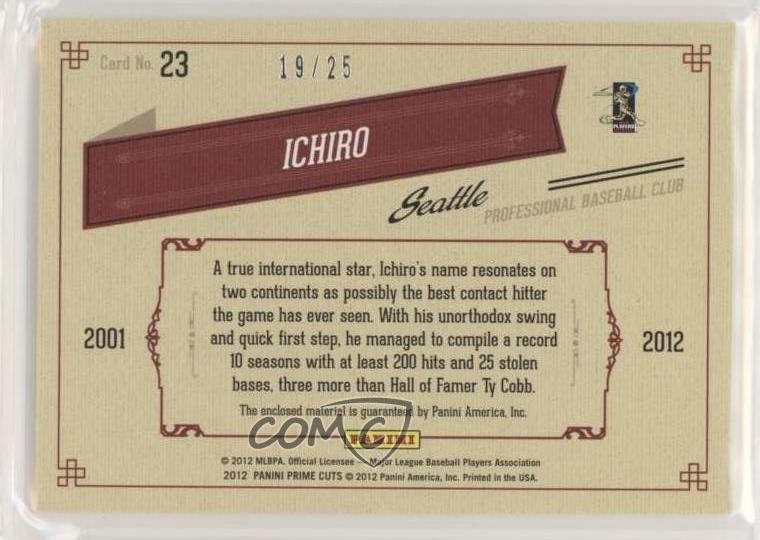 Card No. 23
19/25
PLAYERS
ICHIRO
Seattle
PROFESSIONAL BASEBALL CLUB
A true international star, Ichiro's name resonates on
two continents as possibly the best contact hitter
the game has ever seen. With his unorthodox swing
and quick first step, he managed to compile a record
10 seasons with at least 200 hits and 25 stolen
bases, three more than Hall of Famer Ty Cobb.
2001
2012
The enclosed material is guaranteed by Panini America, Inc.
COMC
PANINI
© 2012 MLBPA. Official Licensee – Major League Baseball Players Association
2012 PANINI PRIME CUTS © 2012 Panini America, Inc. Printed in the USA.